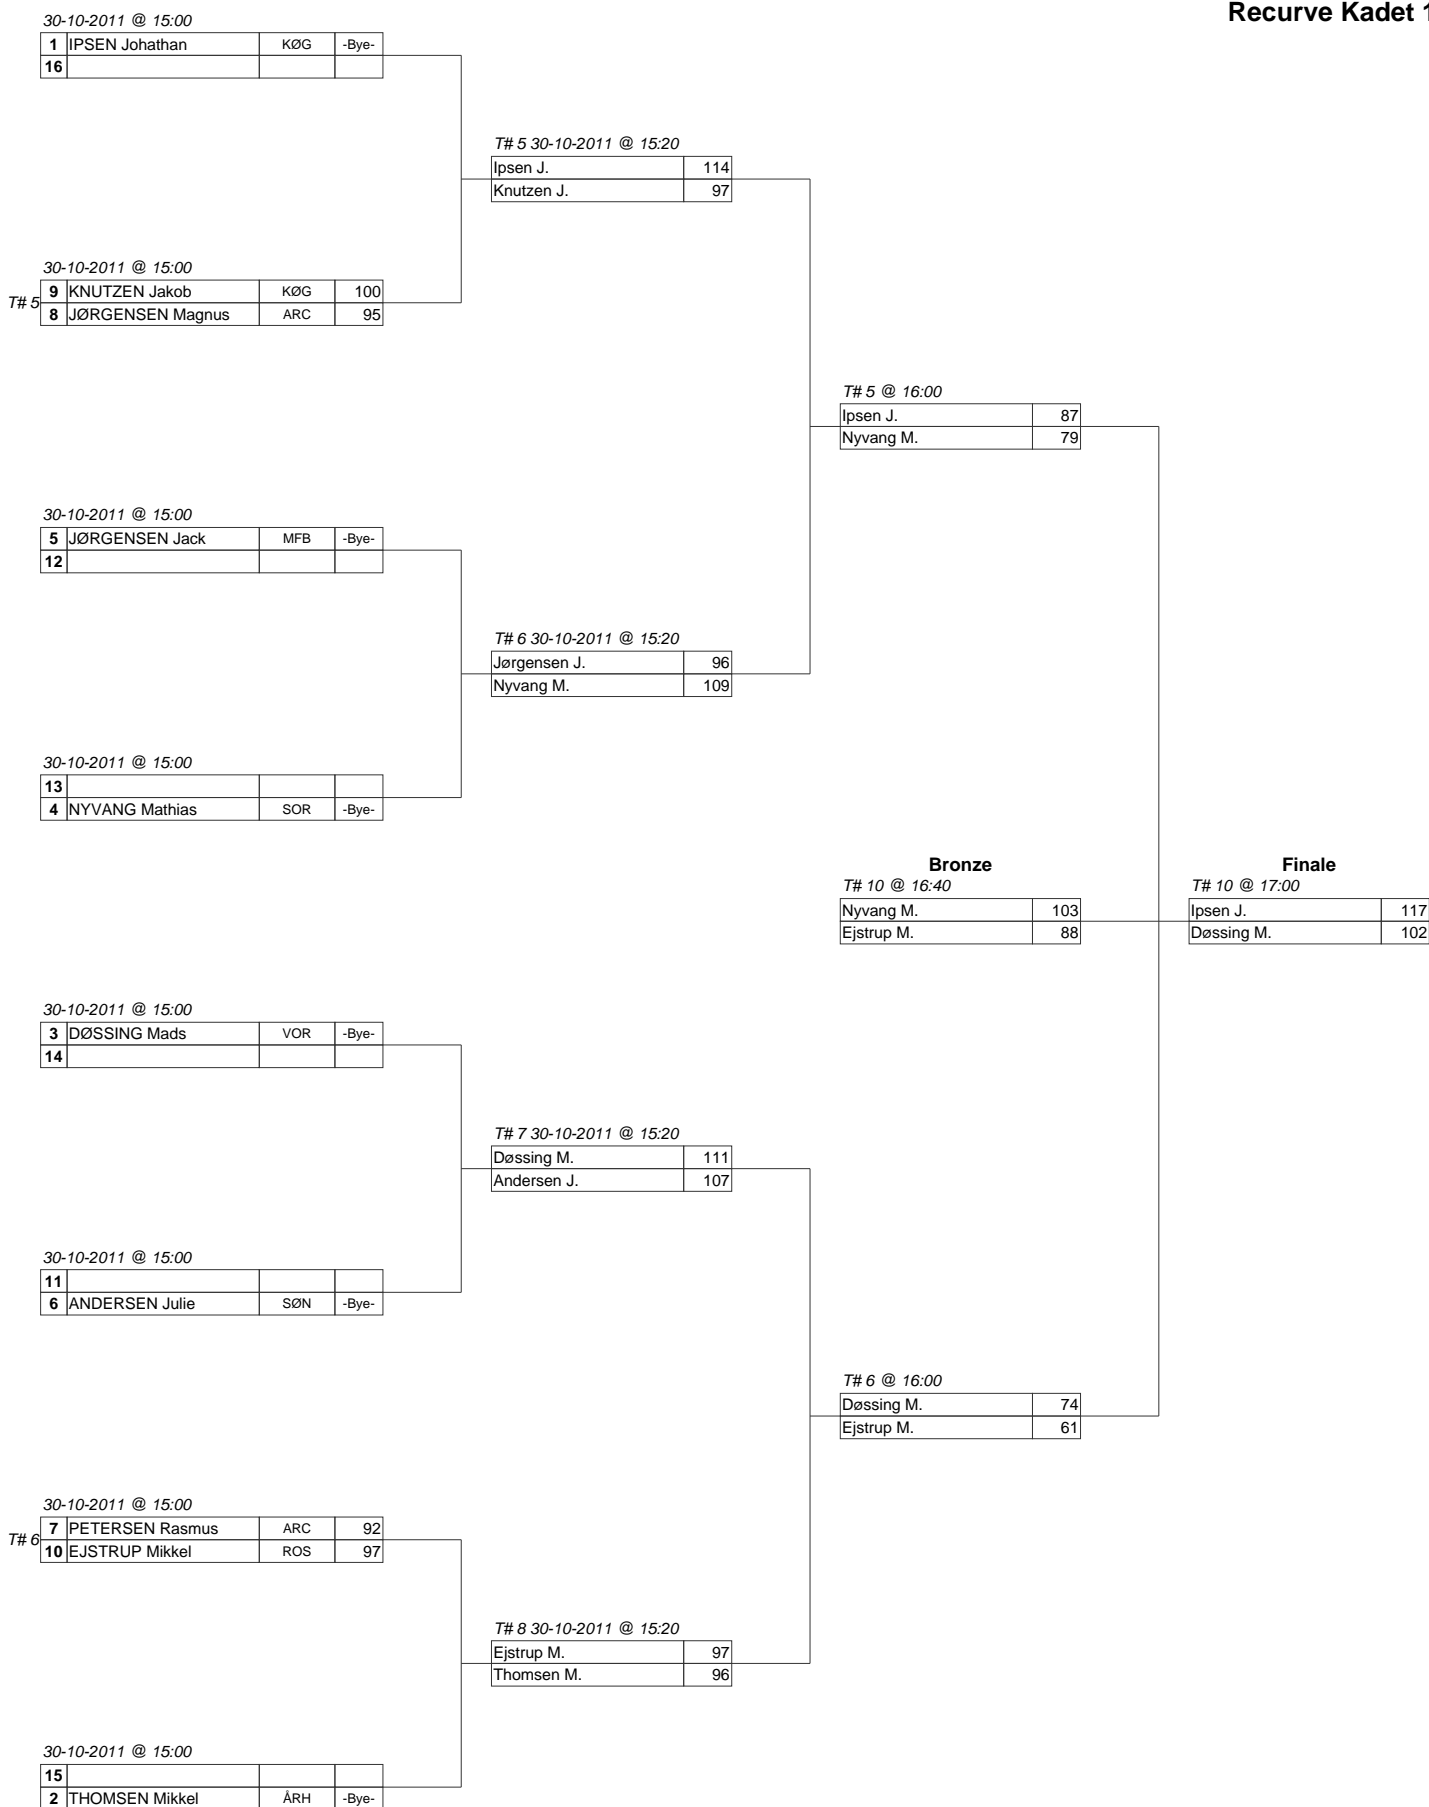 Recurve Kadet 1
30-10-2011 @ 15:00
1 IPSEN Johathan KØG -Bye-
16
T# 5 30-10-2011 @ 15:20
Ipsen J. 114
Knutzen J. 97
30-10-2011 @ 15:00
T# 5
9 KNUTZEN Jakob KØG 100
8 JØRGENSEN Magnus ARC 95
T# 5 @ 16:00
Ipsen J. 87
Nyvang M. 79
30-10-2011 @ 15:00
5 JØRGENSEN Jack MFB -Bye-
12
T# 6 30-10-2011 @ 15:20
Jørgensen J. 96
Nyvang M. 109
30-10-2011 @ 15:00
13
4 NYVANG Mathias SOR -Bye-
Bronze
T# 10 @ 16:40
Nyvang M. 103
Ejstrup M. 88
Finale
T# 10 @ 17:00
Ipsen J. 117
Døssing M. 102
30-10-2011 @ 15:00
3 DØSSING Mads VOR -Bye-
14
T# 7 30-10-2011 @ 15:20
Døssing M. 111
Andersen J. 107
30-10-2011 @ 15:00
11
6 ANDERSEN Julie SØN -Bye-
T# 6 @ 16:00
Døssing M. 74
Ejstrup M. 61
30-10-2011 @ 15:00
T# 6
7 PETERSEN Rasmus ARC 92
10 EJSTRUP Mikkel ROS 97
T# 8 30-10-2011 @ 15:20
Ejstrup M. 97
Thomsen M. 96
30-10-2011 @ 15:00
15
2 THOMSEN Mikkel ÅRH -Bye-